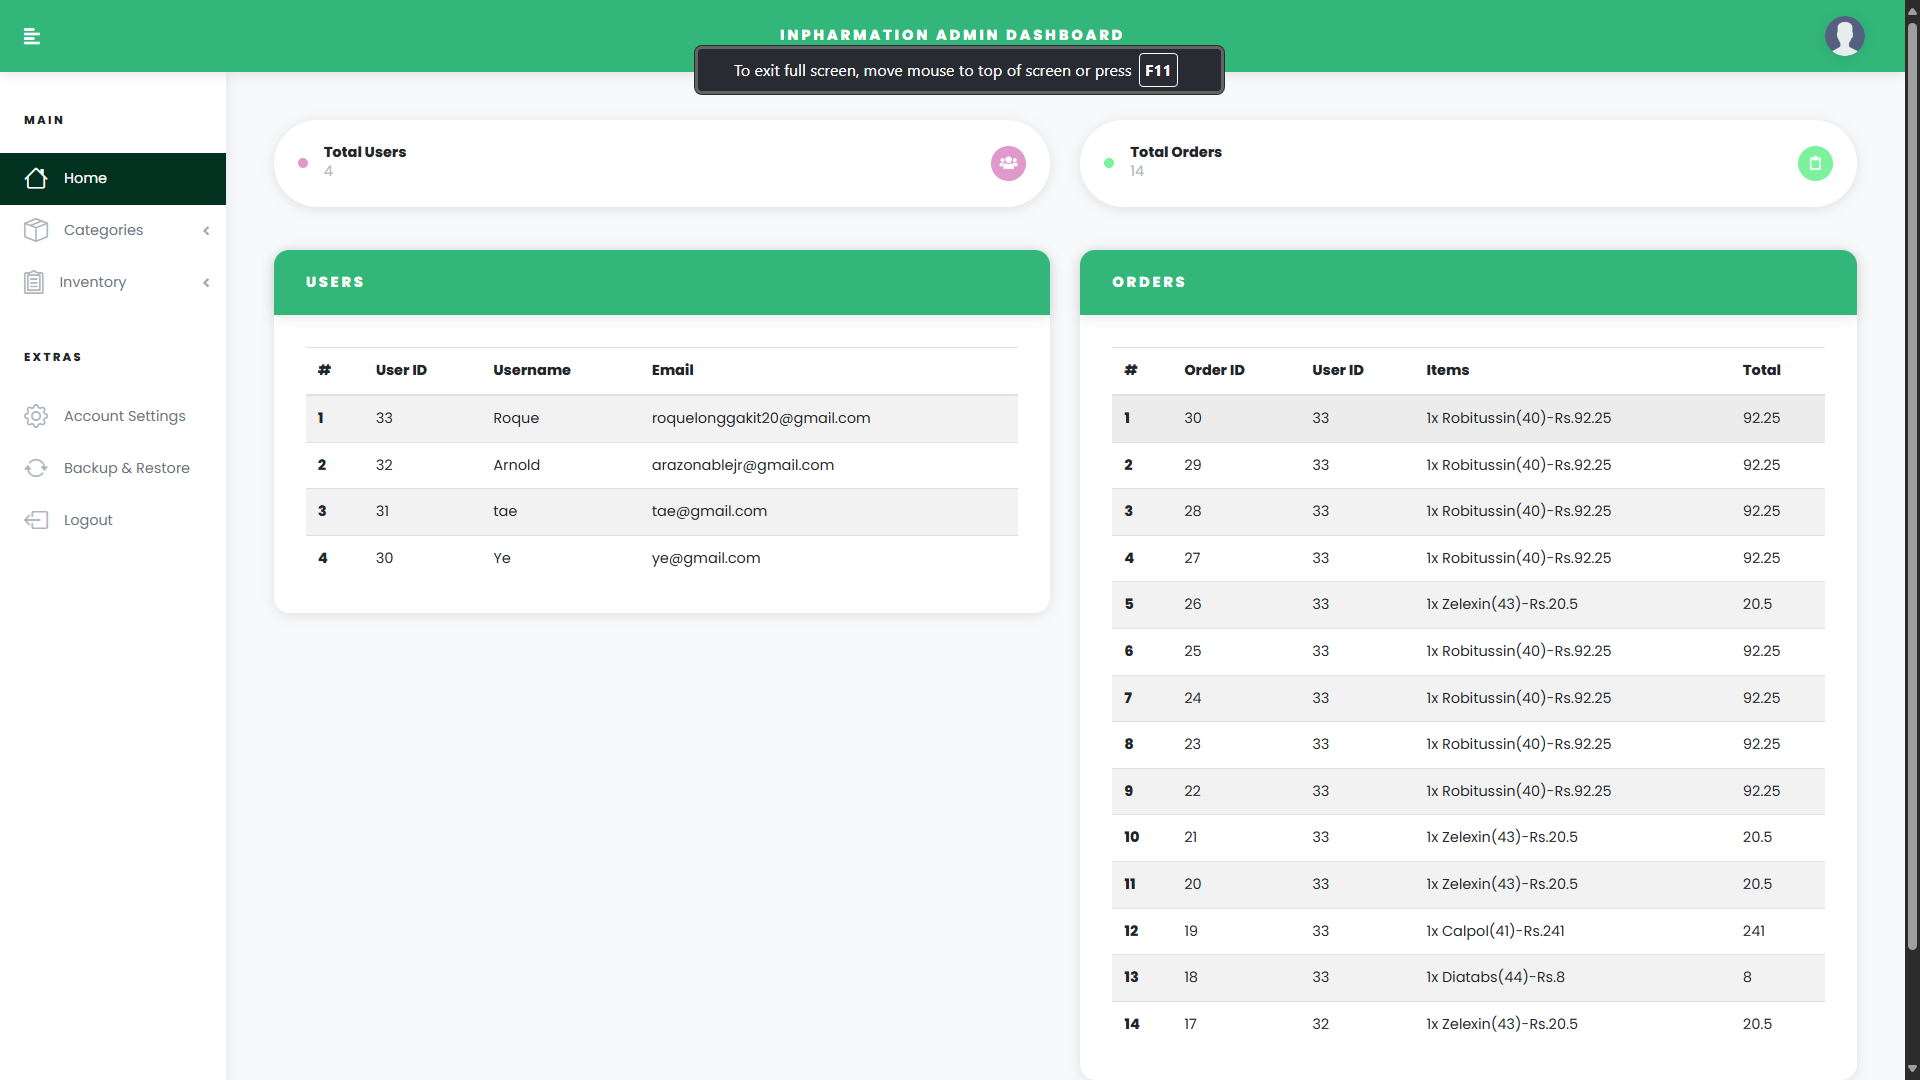 INPHARMATION ADMIN DASHBOARD
To exit full screen, move mouse to top of screen or press F11
MAIN
Home
Categories
Inventory
EXTRAS
Account Settings
Backup & Restore
Logout
Total Users
4
Total Orders
14
USERS
# User ID Username Email
1 33 Roque roquelonggakit20@gmail.com
2 32 Arnold arazonablejr@gmail.com
3 31 tae tae@gmail.com
4 30 Ye ye@gmail.com
ORDERS
# Order ID User ID Items Total
1 30 33 1x Robitussin(40)-Rs.92.25 92.25
2 29 33 1x Robitussin(40)-Rs.92.25 92.25
3 28 33 1x Robitussin(40)-Rs.92.25 92.25
4 27 33 1x Robitussin(40)-Rs.92.25 92.25
5 26 33 1x Zelexin(43)-Rs.20.5 20.5
6 25 33 1x Robitussin(40)-Rs.92.25 92.25
7 24 33 1x Robitussin(40)-Rs.92.25 92.25
8 23 33 1x Robitussin(40)-Rs.92.25 92.25
9 22 33 1x Robitussin(40)-Rs.92.25 92.25
10 21 33 1x Zelexin(43)-Rs.20.5 20.5
11 20 33 1x Zelexin(43)-Rs.20.5 20.5
12 19 33 1x Calpol(41)-Rs.241 241
13 18 33 1x Diatabs(44)-Rs.8 8
14 17 32 1x Zelexin(43)-Rs.20.5 20.5